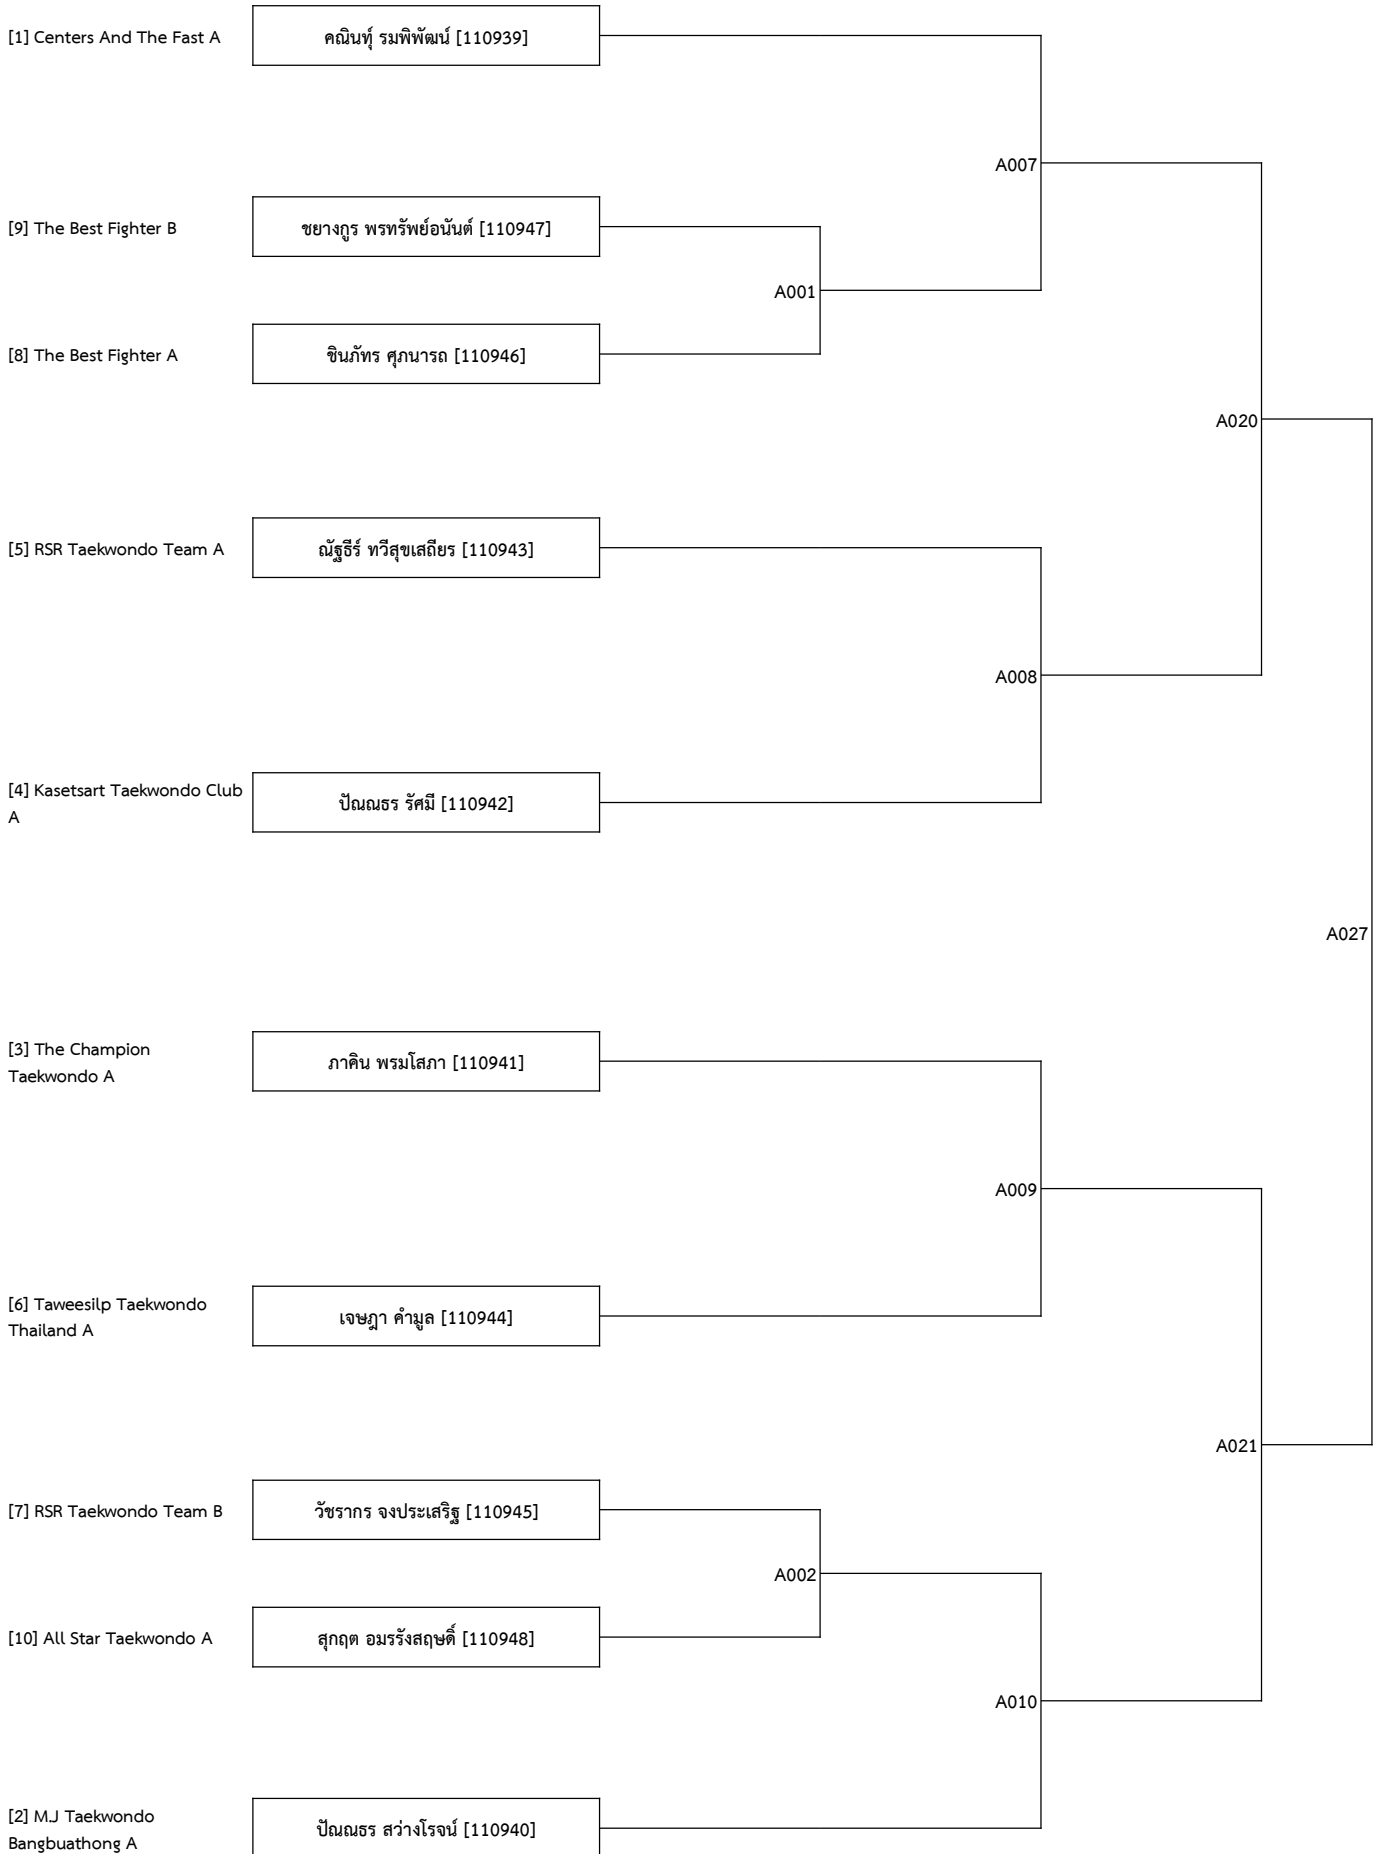 [1] Centers And The Fast A
คณินทุ์ รมพิพัฒน์ [110939]
A007
[9] The Best Fighter B
ชยางกูร พรทรัพย์อนันต์ [110947]
A001
[8] The Best Fighter A
ชินภัทร ศุภนารถ [110946]
A020
[5] RSR Taekwondo Team A
ณัฐธีร์ ทวีสุขเสถียร [110943]
A008
[4] Kasetsart Taekwondo Club
A
ปัณณธร รัศมี [110942]
A027
[3] The Champion
Taekwondo A
ภาคิน พรมโสภา [110941]
A009
[6] Taweesilp Taekwondo
Thailand A
เจษฎา คำมูล [110944]
A021
[7] RSR Taekwondo Team B
วัชรากร จงประเสริฐ [110945]
A002
[10] All Star Taekwondo A
สุกฤต อมรรังสฤษดิ์ [110948]
A010
[2] M.J Taekwondo
Bangbuathong A
ปัณณธร สว่างโรจน์ [110940]